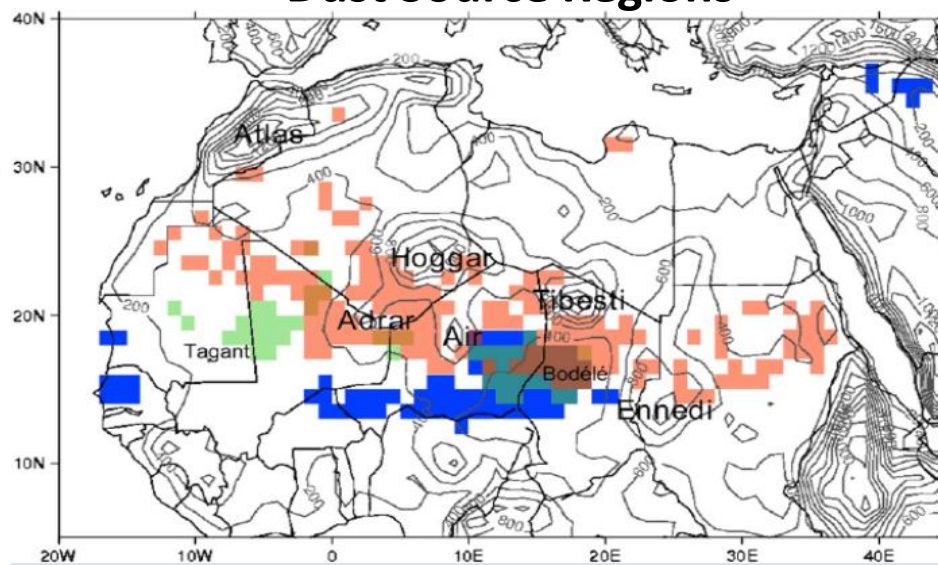 Dust Source Regions
40N
30N
20N
10N
20W 10W 0 10E 20E 30E 40E
Atlas
Hoggar
Tibesti
Adrar
Air
Tagant
Bodélé
Ennedi
200
400
600
800
1000
1200
1400